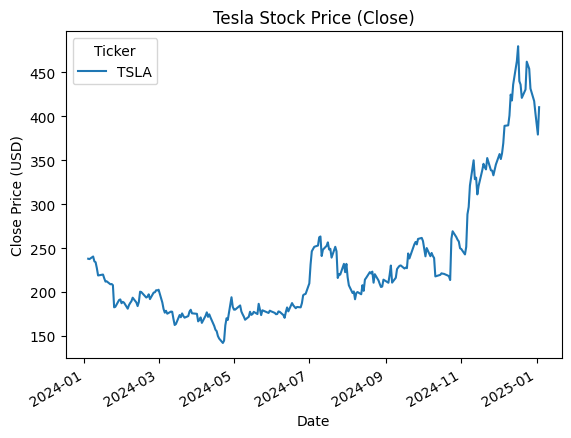 Tesla Stock Price (Close)
Ticker
TSLA
Close Price (USD)
450
400
350
300
250
200
150
2024-01
2024-03
2024-05
2024-07
2024-09
2024-11
2025-01
Date